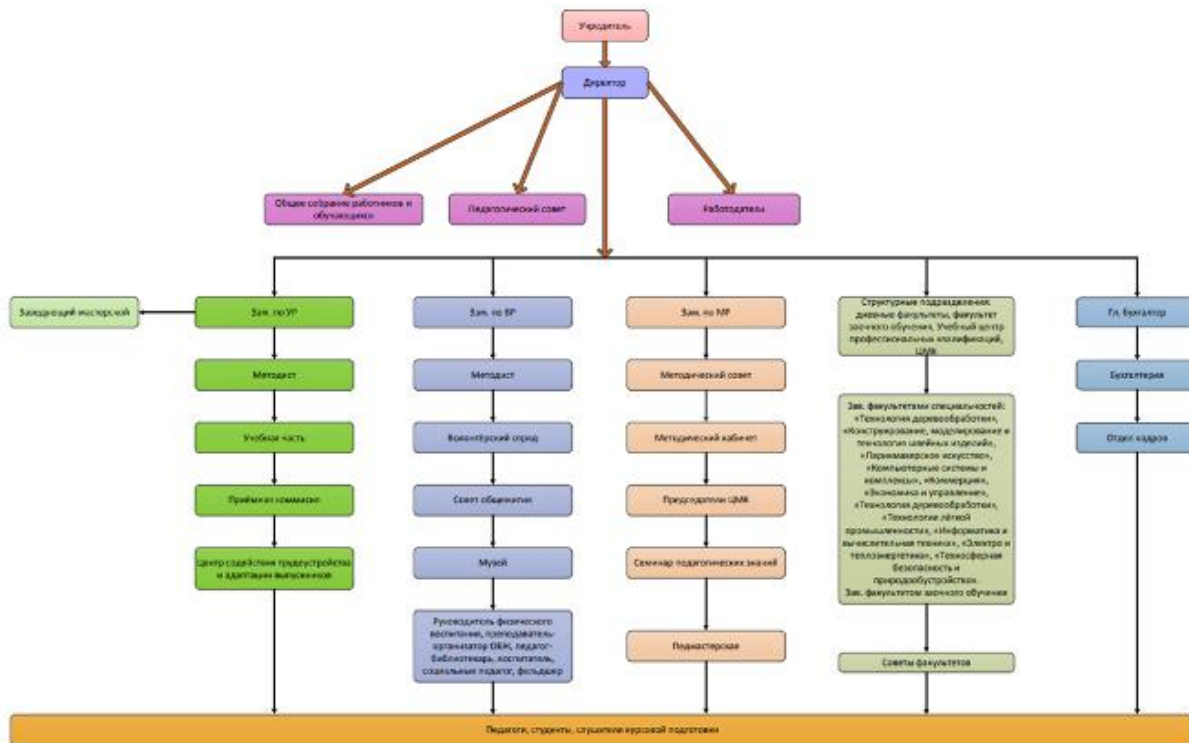 Учредитель
Директор
Общее собрание работников и
обучающихся
Педагогический совет
Работодатели
Заведующий мастерской
Зам. по УР
Зам. по ВР
Зам. по МР
Структурные подразделения:
дневные факультеты, факультет
заочного обучения, Учебный центр
профессиональных квалификаций,
ЦМК
Гл. бухгалтер
Методист
Методист
Методический совет
Бухгалтерия
Зав. факультетами специальностей:
«Технология деревообработки»,
«Конструирование, моделирование и
технология швейных изделий»,
«Парикмахерское искусство»,
«Компьютерные системы и
комплексы», «Коммерция»,
«Экономика и управление»,
«Технология деревообработки»,
«Технологии лёгкой
промышленности», «Информатика и
вычислительная техника», «Электро и
теплоэнергетика», «Техносферная
безопасность и
природообустройство».
Зав. факультетом заочного обучения
Учебная часть
Волонтёрский отряд
Методический кабинет
Отдел кадров
Приёмная комиссия
Совет общежития
Председатели ЦМК
Центр содействия трудоустройства
и адаптации выпускников
Музей
Семинар педагогических знаний
Руководитель физического
воспитания, преподаватель-
организатор ОБЖ, педагог-
библиотекарь, воспитатель,
социальный педагог, фельдшер
Педмастерская
Советы факультетов
Педагоги, студенты, слушатели курсовой подготовки